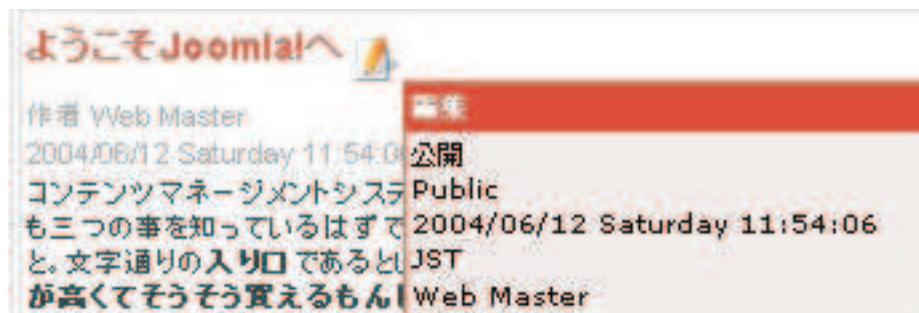 ようこそJoomla!へ
作者 Web Master
2004/06/12 Saturday 11:54:0
コンテンツマネージメントシステ
も三つの事を知っているはずで
と。文字通りの入り口 であるとい
が高くてそうそう買えるもん
編集
公開
Public
2004/06/12 Saturday 11:54:06
JST
Web Master